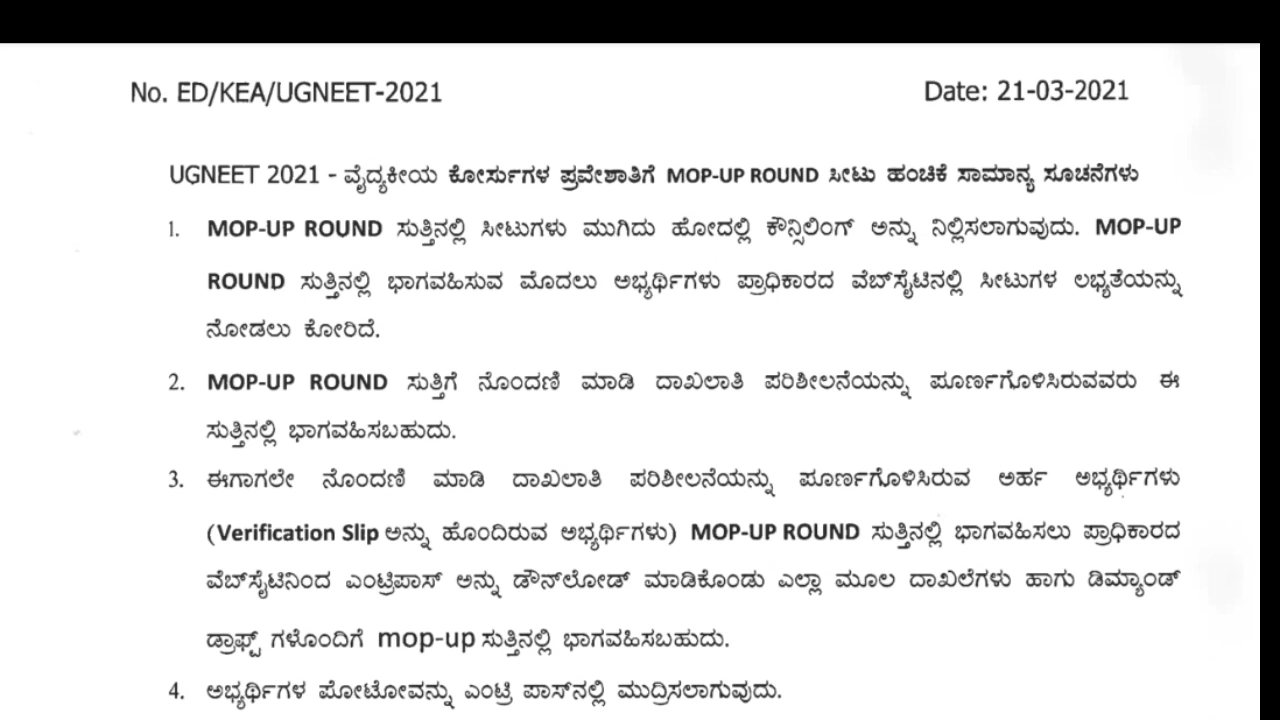 No. ED/KEA/UGNEET-2021 Date: 21-03-2021
UGNEET 2021 - ವೈದ್ಯಕೀಯ ಕೋರ್ಸುಗಳ ಪ್ರವೇಶಾತಿಗೆ MOP-UP ROUND ಸೀಟು ಹಂಚಿಕೆ ಸಾಮಾನ್ಯ ಸೂಚನೆಗಳು
1. MOP-UP ROUND ಸುತ್ತಿನಲ್ಲಿ ಸೀಟುಗಳು ಮುಗಿದು ಹೋದಲ್ಲಿ ಕೌನ್ಸಿಲಿಂಗ್ ಅನ್ನು ನಿಲ್ಲಿಸಲಾಗುವುದು. MOP-UP
ROUND ಸುತ್ತಿನಲ್ಲಿ ಭಾಗವಹಿಸುವ ಮೊದಲು ಅಭ್ಯರ್ಥಿಗಳು ಪ್ರಾಧಿಕಾರದ ವೆಬ್‌ಸೈಟಿನಲ್ಲಿ ಸೀಟುಗಳ ಲಭ್ಯತೆಯನ್ನು
ನೋಡಲು ಕೋರಿದೆ.
2. MOP-UP ROUND ಸುತ್ತಿಗೆ ನೊಂದಣಿ ಮಾಡಿ ದಾಖಲಾತಿ ಪರಿಶೀಲನೆಯನ್ನು ಪೂರ್ಣಗೊಳಿಸಿರುವವರು ಈ
ಸುತ್ತಿನಲ್ಲಿ ಭಾಗವಹಿಸಬಹುದು.
3. ಈಗಾಗಲೇ ನೊಂದಣಿ ಮಾಡಿ ದಾಖಲಾತಿ ಪರಿಶೀಲನೆಯನ್ನು ಪೂರ್ಣಗೊಳಿಸಿರುವ ಅರ್ಹ ಅಭ್ಯರ್ಥಿಗಳು
(Verification Slip ಅನ್ನು ಹೊಂದಿರುವ ಅಭ್ಯರ್ಥಿಗಳು) MOP-UP ROUND ಸುತ್ತಿನಲ್ಲಿ ಭಾಗವಹಿಸಲು ಪ್ರಾಧಿಕಾರದ
ವೆಬ್‌ಸೈಟಿನಿಂದ ಎಂಟ್ರಿಪಾಸ್ ಅನ್ನು ಡೌನ್‌ಲೋಡ್ ಮಾಡಿಕೊಂಡು ಎಲ್ಲಾ ಮೂಲ ದಾಖಲೆಗಳು ಹಾಗು ಡಿಮ್ಯಾಂಡ್
ಡ್ರಾಫ್ಟ್ ಗಳೊಂದಿಗೆ mop-up ಸುತ್ತಿನಲ್ಲಿ ಭಾಗವಹಿಸಬಹುದು.
4. ಅಭ್ಯರ್ಥಿಗಳ ಪೋಟೋವನ್ನು ಎಂಟ್ರಿ ಪಾಸ್‌ನಲ್ಲಿ ಮುದ್ರಿಸಲಾಗುವುದು.